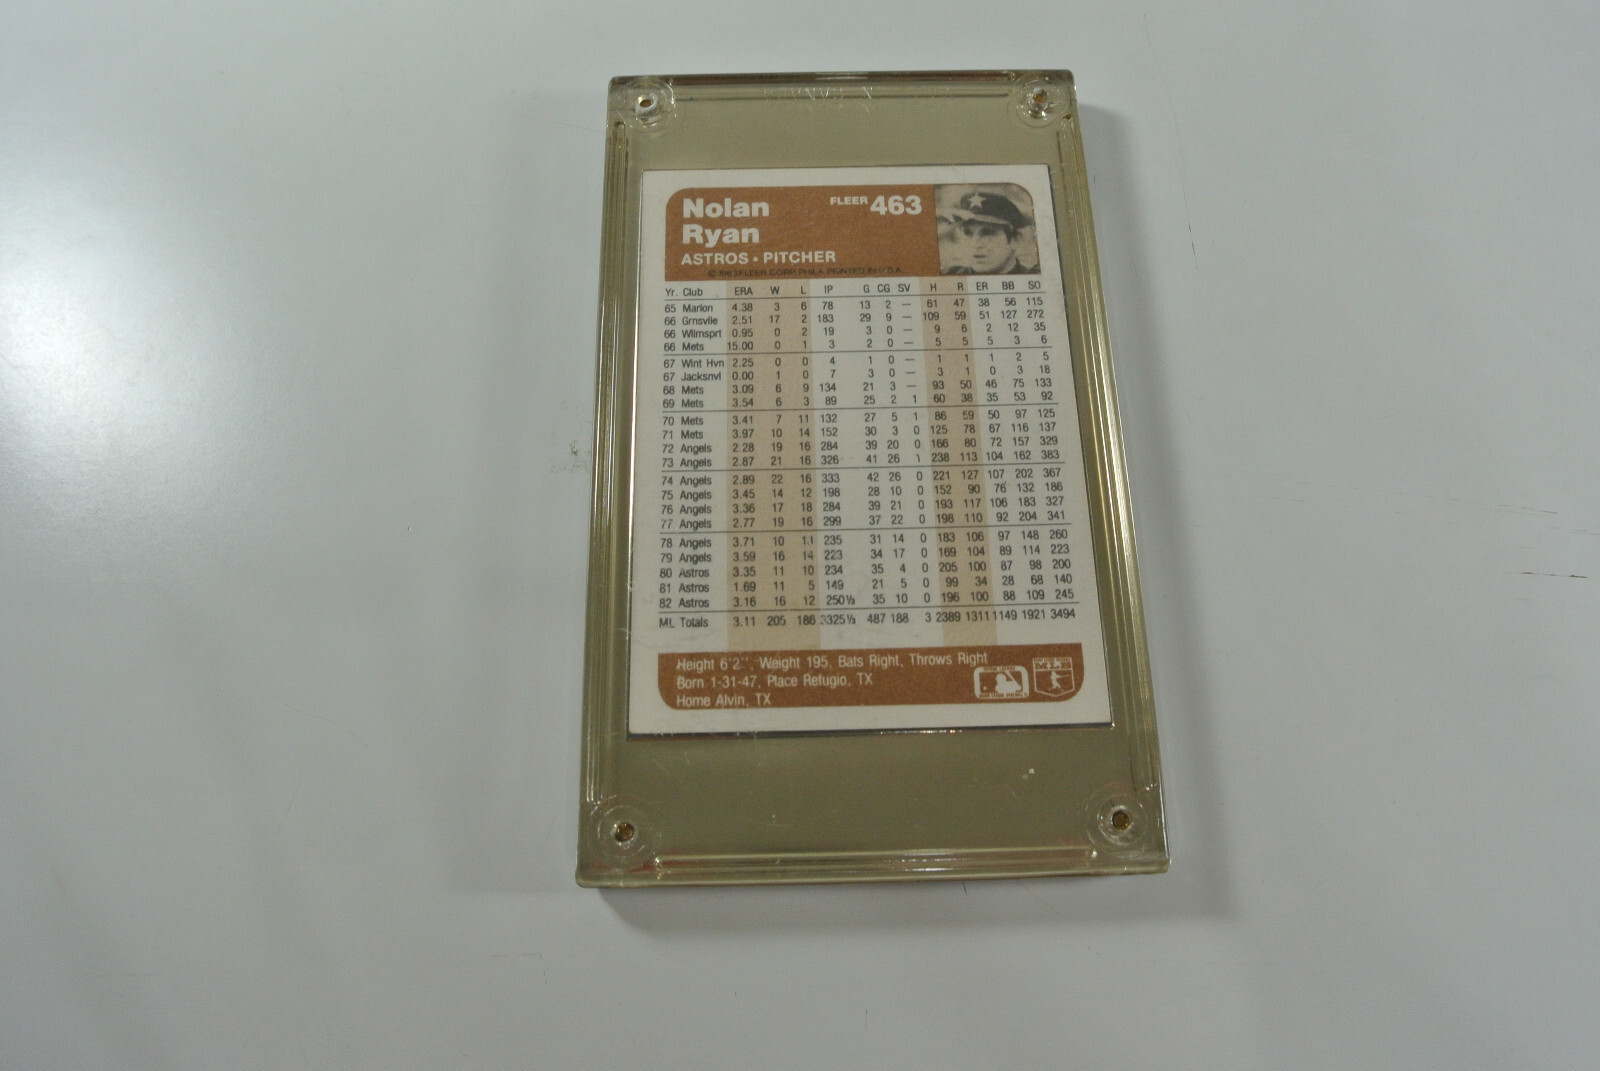 Nolan
Ryan
FLEER 463
ASTROS • PITCHER
© 1983 FLEER CORP. PHILA. PRINTED IN U.S.A.
Yr. Club ERA W L IP G CG SV H R ER BB SO
65 Marion 4.38 3 6 78 13 2 — 61 47 38 56 115
66 Grnsvlle 2.51 17 2 183 29 9 — 109 59 51 127 272
66 Wilmsprt 0.95 0 2 19 3 0 — 9 6 2 12 35
66 Mets 15.00 0 1 3 2 0 — 5 5 5 3 6
67 Wint Hvn 2.25 0 0 4 1 0 — 1 1 1 2 5
67 Jacksnvl 0.00 1 0 7 3 0 — 3 1 0 3 18
68 Mets 3.09 6 9 134 21 3 — 93 50 46 75 133
69 Mets 3.54 6 3 89 25 2 1 60 38 35 53 92
70 Mets 3.41 7 11 132 27 5 1 86 59 50 97 125
71 Mets 3.97 10 14 152 30 3 0 125 78 67 116 137
72 Angels 2.28 19 16 284 39 20 0 166 80 72 157 329
73 Angels 2.87 21 16 326 41 26 1 238 113 104 162 383
74 Angels 2.89 22 16 333 42 26 0 221 127 107 202 367
75 Angels 3.45 14 12 198 28 10 0 152 90 76 132 186
76 Angels 3.36 17 18 284 39 21 0 193 117 106 183 327
77 Angels 2.77 19 16 299 37 22 0 198 110 92 204 341
78 Angels 3.71 10 11 235 31 14 0 183 106 97 148 260
79 Angels 3.59 16 14 223 34 17 0 169 104 89 114 223
80 Astros 3.35 11 10 234 35 4 0 205 100 87 98 200
81 Astros 1.69 11 5 149 21 5 0 99 34 28 68 140
82 Astros 3.16 16 12 250⅓ 35 10 0 196 100 88 109 245
ML Totals 3.11 205 186 3325⅓ 487 188 3 2389 1311 1149 1921 3494
Height 6'2'', Weight 195, Bats Right, Throws Right
Born 1-31-47, Place Refugio, TX
Home Alvin, TX